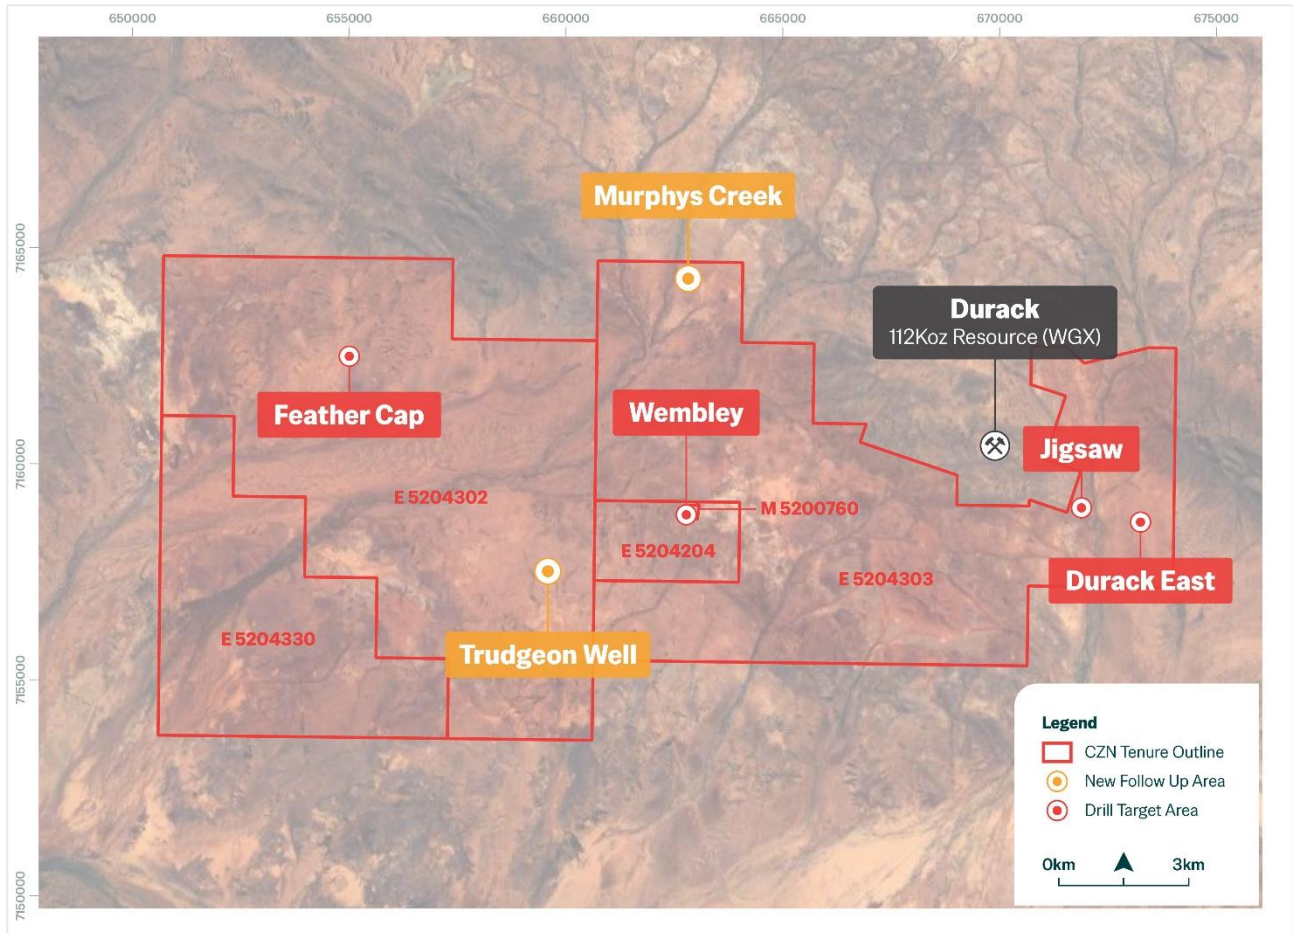 650000
655000
660000
665000
670000
675000
7165000
7160000
7155000
7150000
Murphys Creek
Durack
112Koz Resource (WGX)
Feather Cap
Wembley
Jigsaw
E 5204302
M 5200760
E 5204204
E 5204303
Durack East
E 5204330
Trudgeon Well
Legend
CZN Tenure Outline
New Follow Up Area
Drill Target Area
0km
3km